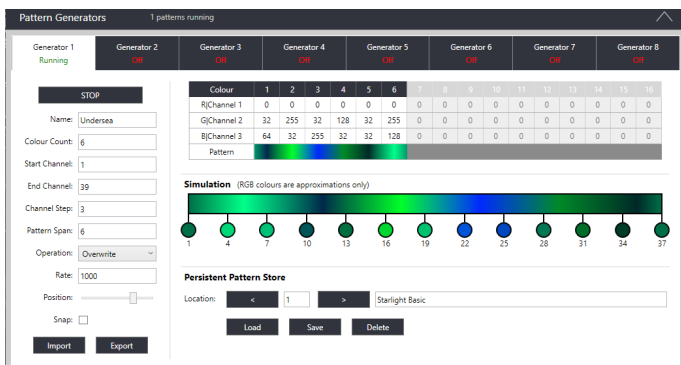 Pattern Generators 1 patterns running
Generator 1 Generator 2 Generator 3 Generator 4 Generator 5 Generator 6 Generator 7 Generator 8
Running Off Off Off Off Off Off Off
STOP
Name: Undersea
Colour Count: 6
Start Channel: 1
End Channel: 39
Channel Step: 3
Pattern Span: 6
Operation: Overwrite
Rate: 1000
Position:
Snap:
Import Export
Colour 1 2 3 4 5 6 7 8 9 10 11 12 13 14 15 16
R|Channel 1 0 0 0 0 0 0 0 0 0 0 0 0 0 0 0 0
G|Channel 2 32 255 32 128 32 255 0 0 0 0 0 0 0 0 0 0
B|Channel 3 64 32 255 32 32 128 0 0 0 0 0 0 0 0 0 0
Pattern
Simulation (RGB colours are approximations only)
1 4 7 10 13 16 19 22 25 28 31 34 37
Persistent Pattern Store
Location: < 1 > Starlight Basic
Load Save Delete